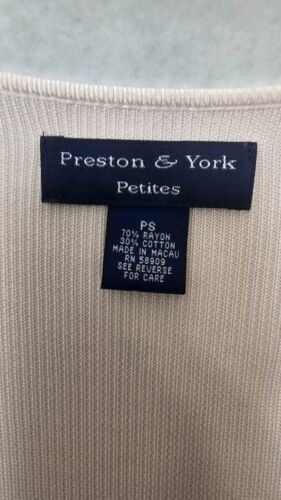 Preston & York
Petites
PS
70% RAYON
30% COTTON
MADE IN MACAU
RN 58909
SEE REVERSE
FOR CARE